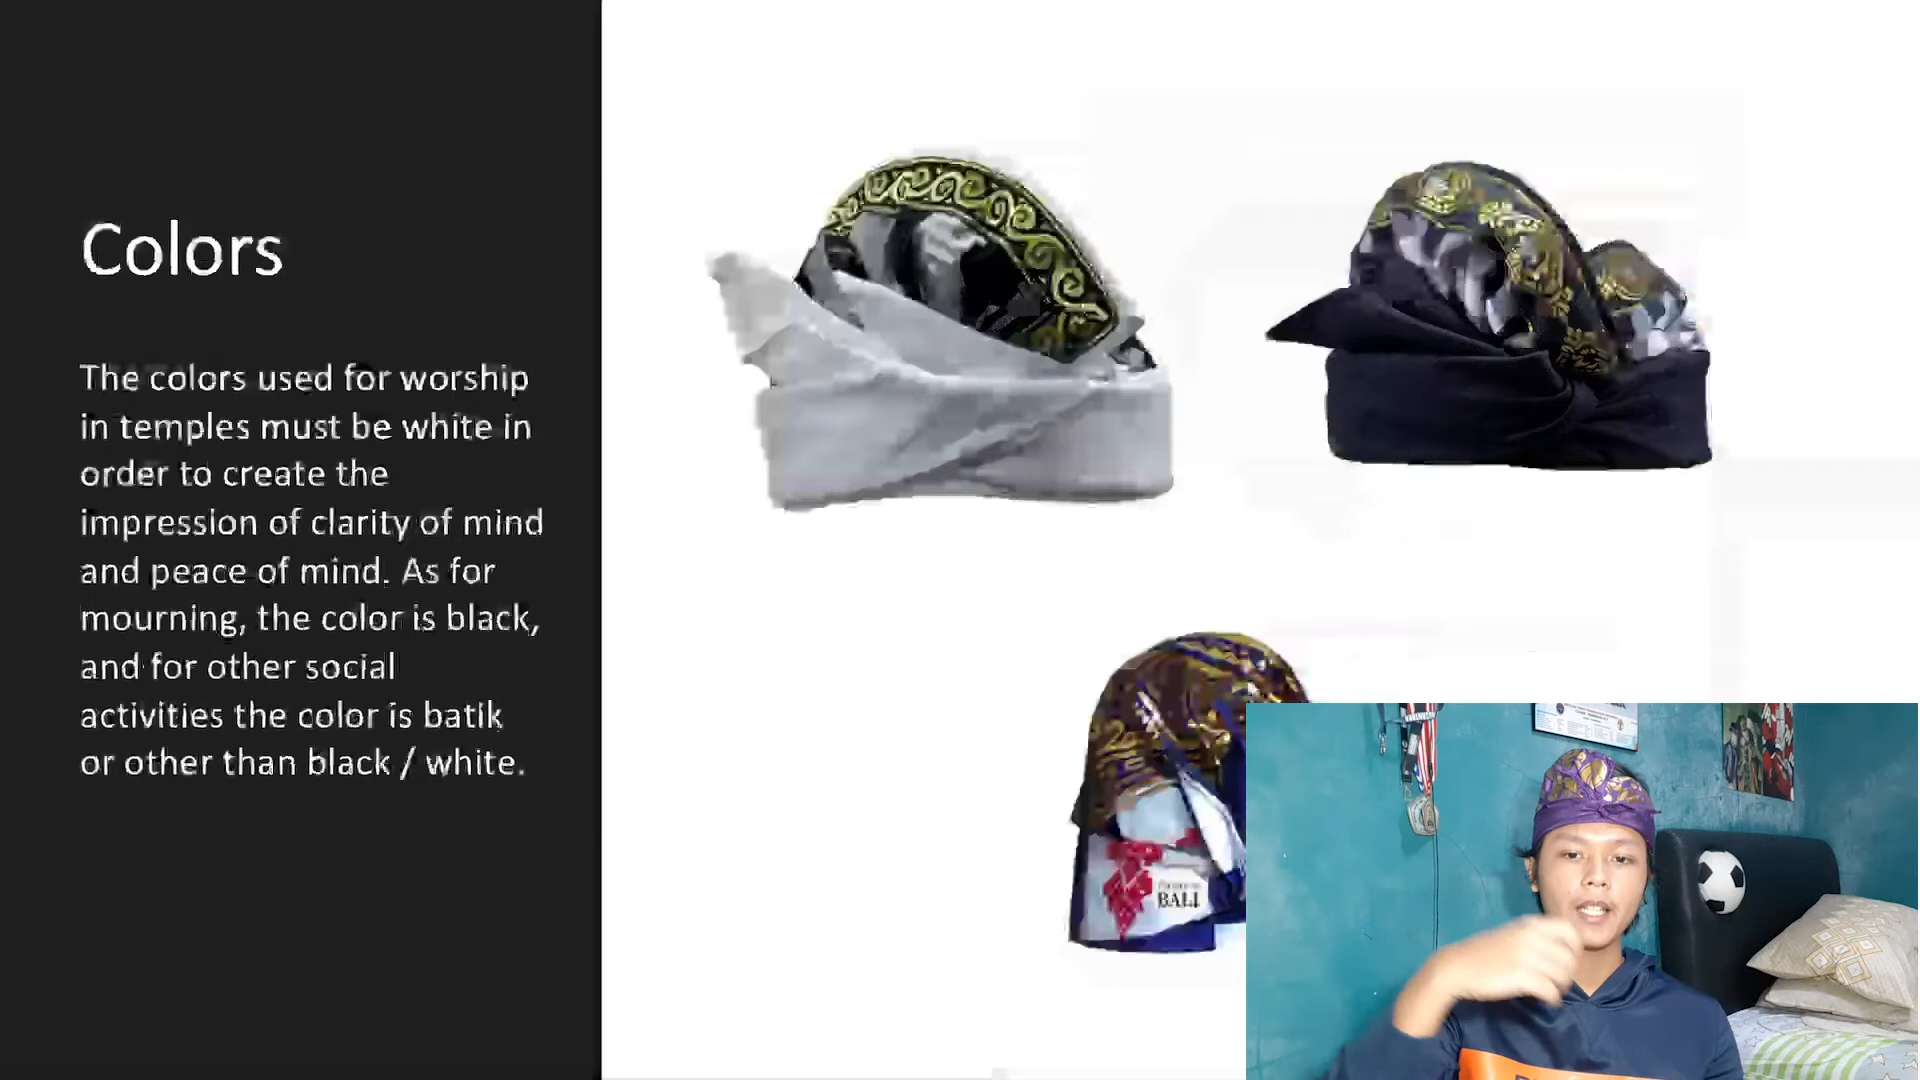 Colors
The colors used for worship
in temples must be white in
order to create the
impression of clarity of mind
and peace of mind. As for
mourning, the color is black,
and for other social
activities the color is batik
or other than black / white.
BALI